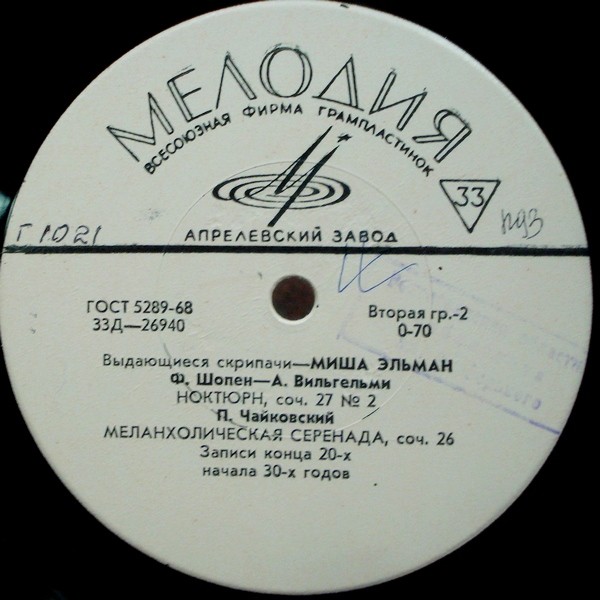 МЕЛОДИЯ
ВСЕСОЮЗНАЯ ФИРМА ГРАМПЛАСТИНОК
33
Г 1021
АПРЕЛЕВСКИЙ ЗАВОД
ГОСТ 5289-68
33Д—26940
Вторая гр.-2
0-70
Выдающиеся скрипачи—МИША ЭЛЬМАН
Ф. Шопен—А. Вильгельми
НОКТЮРН, соч. 27 № 2
П. Чайковский
МЕЛАНХОЛИЧЕСКАЯ СЕРЕНАДА, соч. 26
Записи конца 20-х
начала 30-х годов